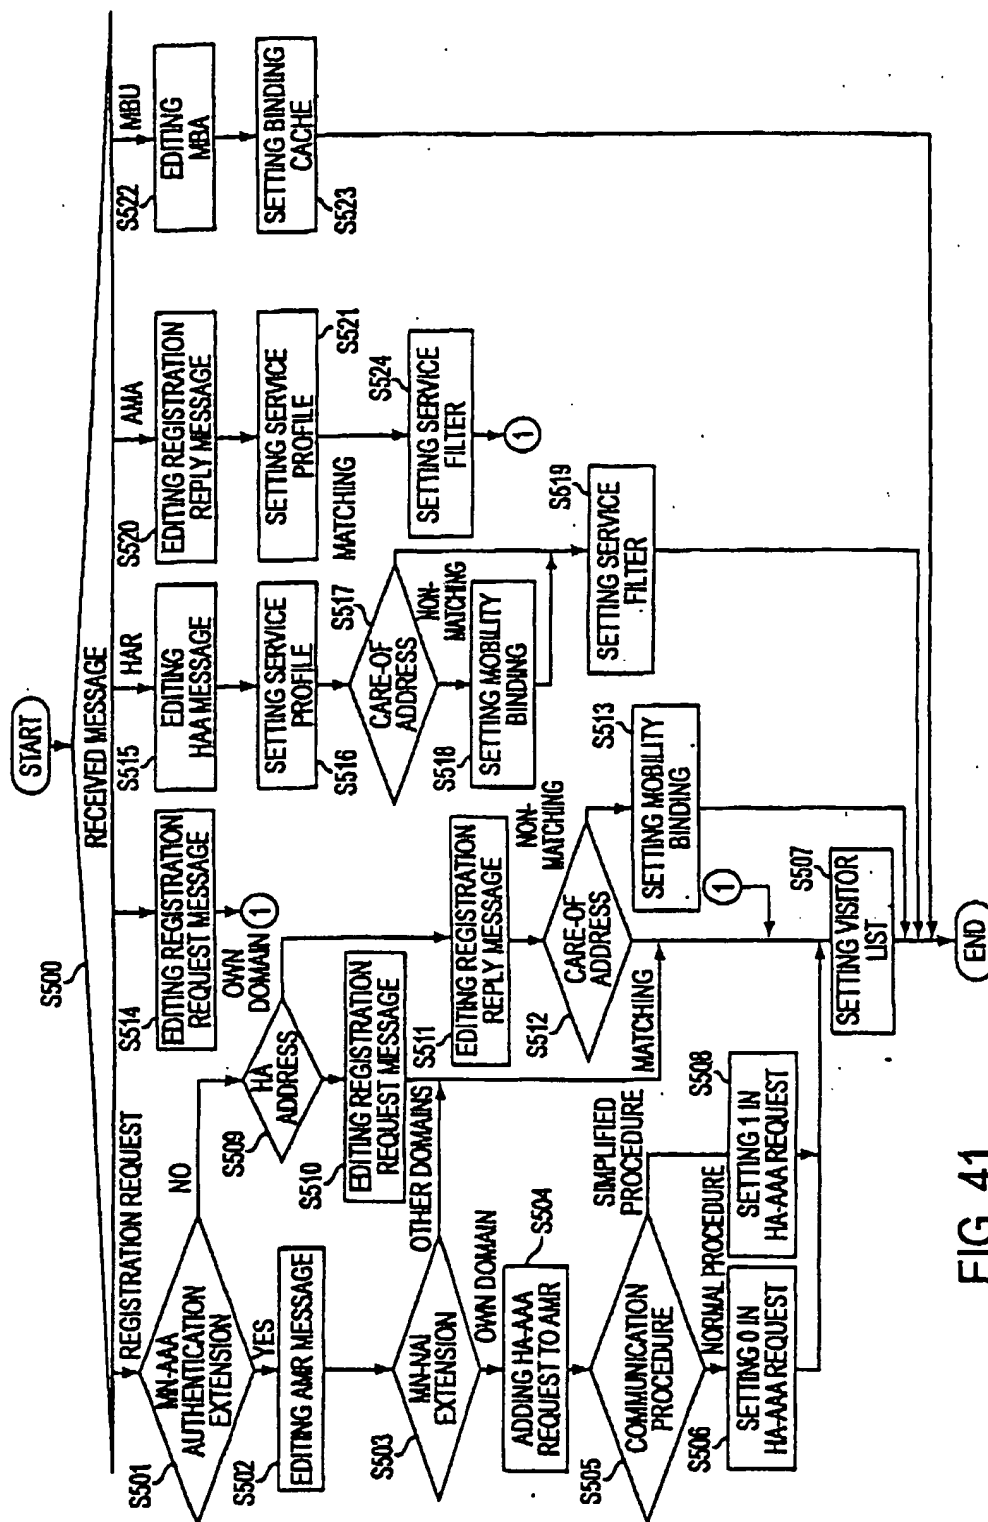 START
RECEIVED MESSAGE
S500
REGISTRATION REQUEST
S501
MN-AAA
AUTHENTICATION
EXTENSION
NO
YES
S502
EDITING AMR MESSAGE
S503
MN-NAI
EXTENSION
OTHER DOMAINS
OWN DOMAIN
S504
ADDING HA-AAA
REQUEST TO AMR
S505
COMMUNICATION
PROCEDURE
SIMPLIFIED
PROCEDURE
NORMAL PROCEDURE
S506
SETTING 0 IN
HA-AAA REQUEST
S508
SETTING 1 IN
HA-AAA REQUEST
S509
HA
ADDRESS
OWN
DOMAIN
S510
EDITING REGISTRATION
REQUEST MESSAGE
S511
EDITING REGISTRATION
REPLY MESSAGE
S512
CARE-OF
ADDRESS
NON-
MATCHING
MATCHING
S513
SETTING MOBILITY
BINDING
1
S507
SETTING VISITOR
LIST
S514
EDITING REGISTRATION
REQUEST MESSAGE
1
HAR
S515
EDITING
HAA MESSAGE
S516
SETTING SERVICE
PROFILE
S517
CARE-OF
ADDRESS
MATCHING
NON-
MATCHING
S518
SETTING MOBILITY
BINDING
S519
SETTING SERVICE
FILTER
AMA
S520
EDITING REGISTRATION
REPLY MESSAGE
S521
SETTING SERVICE
PROFILE
S524
SETTING SERVICE
FILTER
1
MBU
S522
EDITING
MBA
S523
SETTING BINDING
CACHE
END
FIG. 41